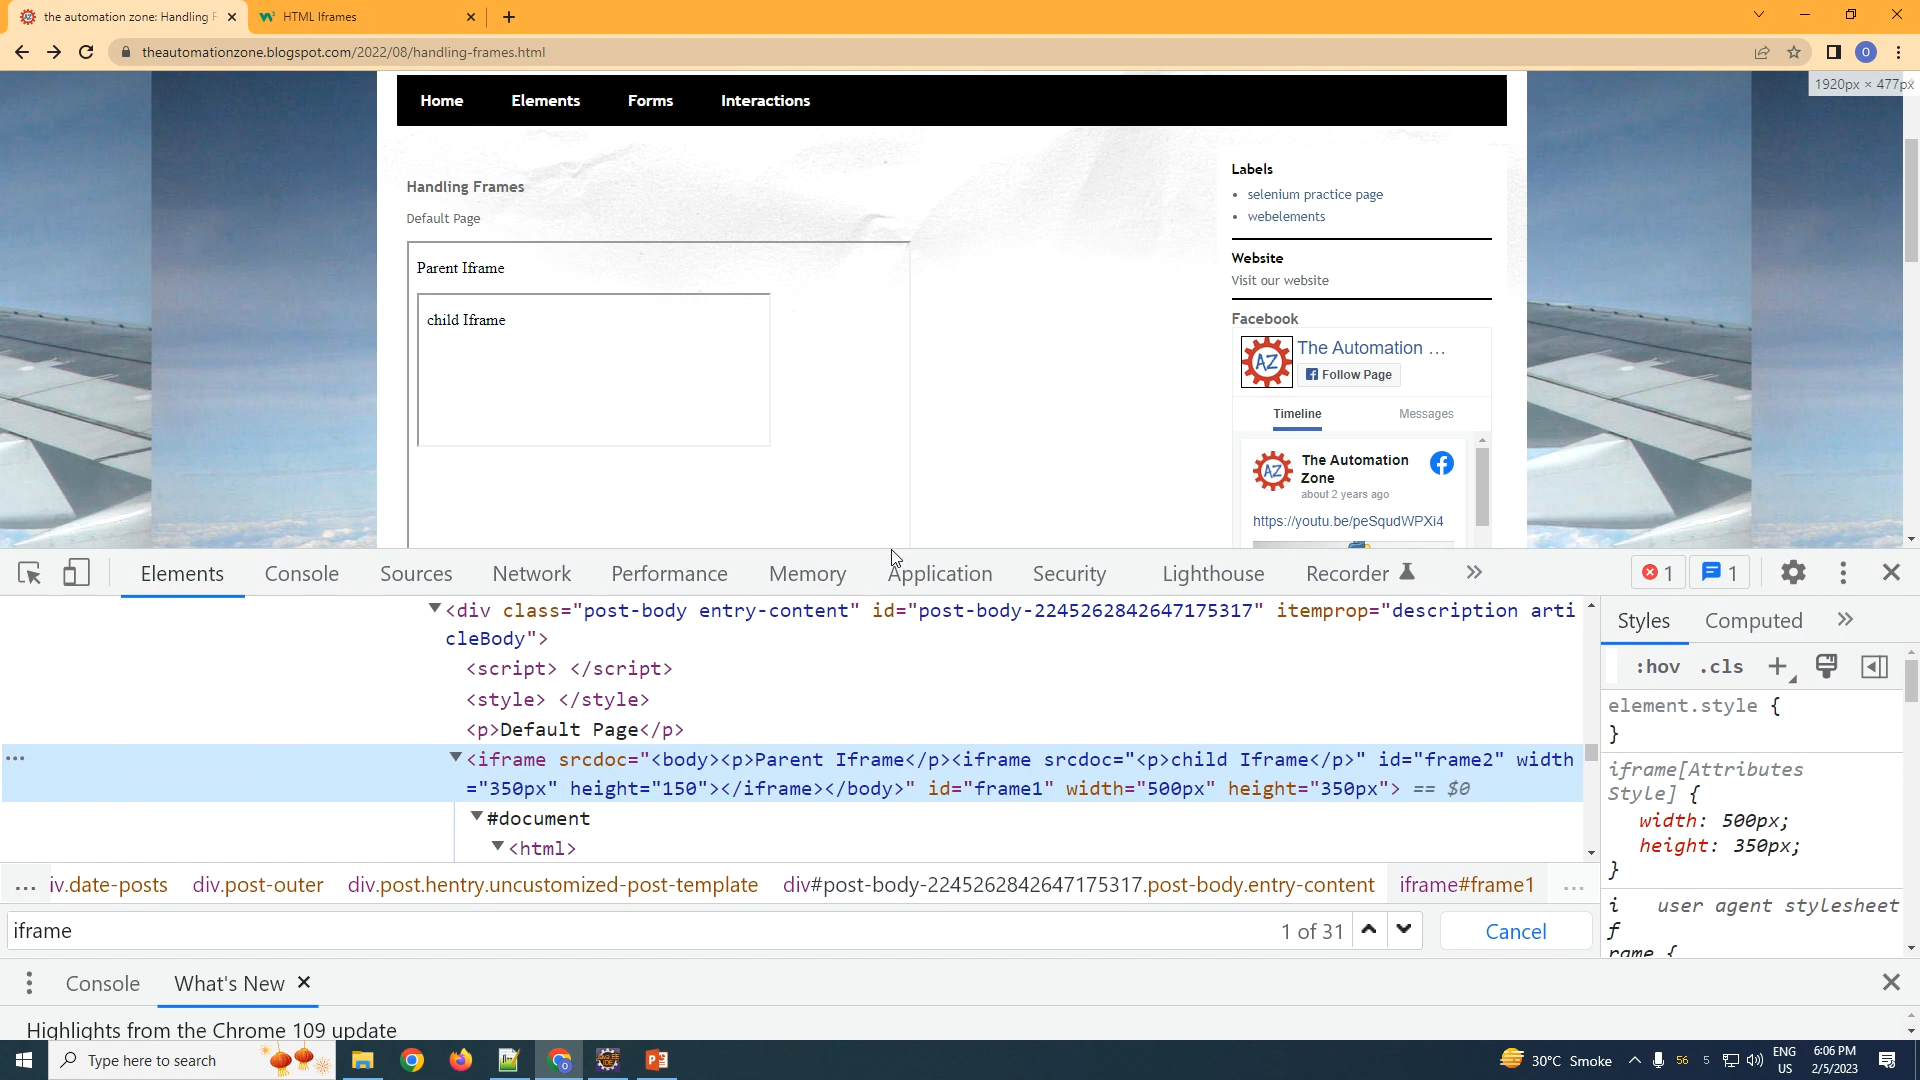 the automation zone: Handling F
HTML Iframes
theautomationzone.blogspot.com/2022/08/handling-frames.html
O
1920px × 477px
Home Elements Forms Interactions
Handling Frames
Default Page
Parent Iframe
child Iframe
Labels
selenium practice page
webelements
Website
Visit our website
Facebook
AZ
The Automation …
Follow Page
Timeline Messages
AZ
The Automation
Zone
about 2 years ago
https://youtu.be/peSqudWPXi4
Elements Console Sources Network Performance Memory Application Security Lighthouse Recorder
1 1
<div class="post-body entry-content" id="post-body-2245262842647175317" itemprop="description arti
cleBody">
<script> </script>
<style> </style>
<p>Default Page</p>
… <iframe srcdoc="<body><p>Parent Iframe</p><iframe srcdoc="<p>child Iframe</p>" id="frame2" width
="350px" height="150"></iframe></body>" id="frame1" width="500px" height="350px"> == $0
#document
<html>
… iv.date-posts div.post-outer div.post.hentry.uncustomized-post-template div#post-body-2245262842647175317.post-body.entry-content iframe#frame1 …
iframe
1 of 31
Cancel
Styles Computed
:hov .cls
element.style {
}
iframe[Attributes
Style] {
width: 500px;
height: 350px;
}
i user agent stylesheet
f
rame {
Console What's New
Highlights from the Chrome 109 update
Type here to search
30°C Smoke
56
5
ENG
US
6:06 PM
2/5/2023